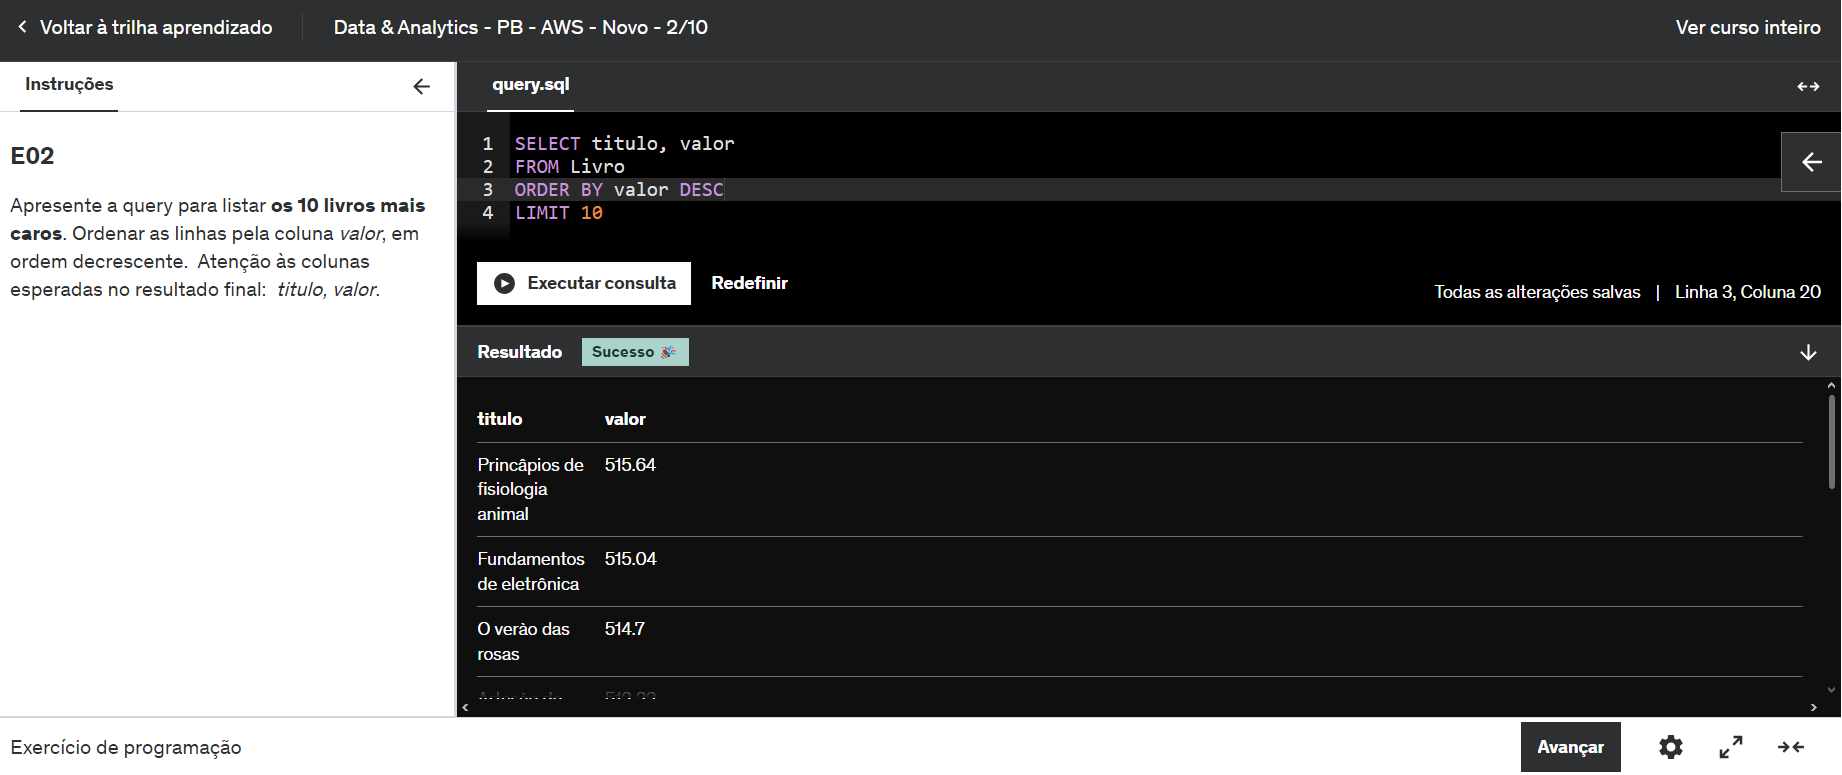 Voltar à trilha aprendizado
Data & Analytics - PB - AWS - Novo - 2/10
Ver curso inteiro
Instruções
E02
Apresente a query para listar os 10 livros mais
caros. Ordenar as linhas pela coluna valor, em
ordem decrescente.  Atenção às colunas
esperadas no resultado final:  titulo, valor.
query.sql
1 SELECT titulo, valor
2 FROM Livro
3 ORDER BY valor DESC
4 LIMIT 10
Executar consulta
Redefinir
Todas as alterações salvas | Linha 3, Coluna 20
Resultado
Sucesso 🎉
titulo valor
Princâpios de 515.64
fisiologia
animal
Fundamentos 515.04
de eletrônica
O verào das 514.7
rosas
Exercício de programação
Avançar